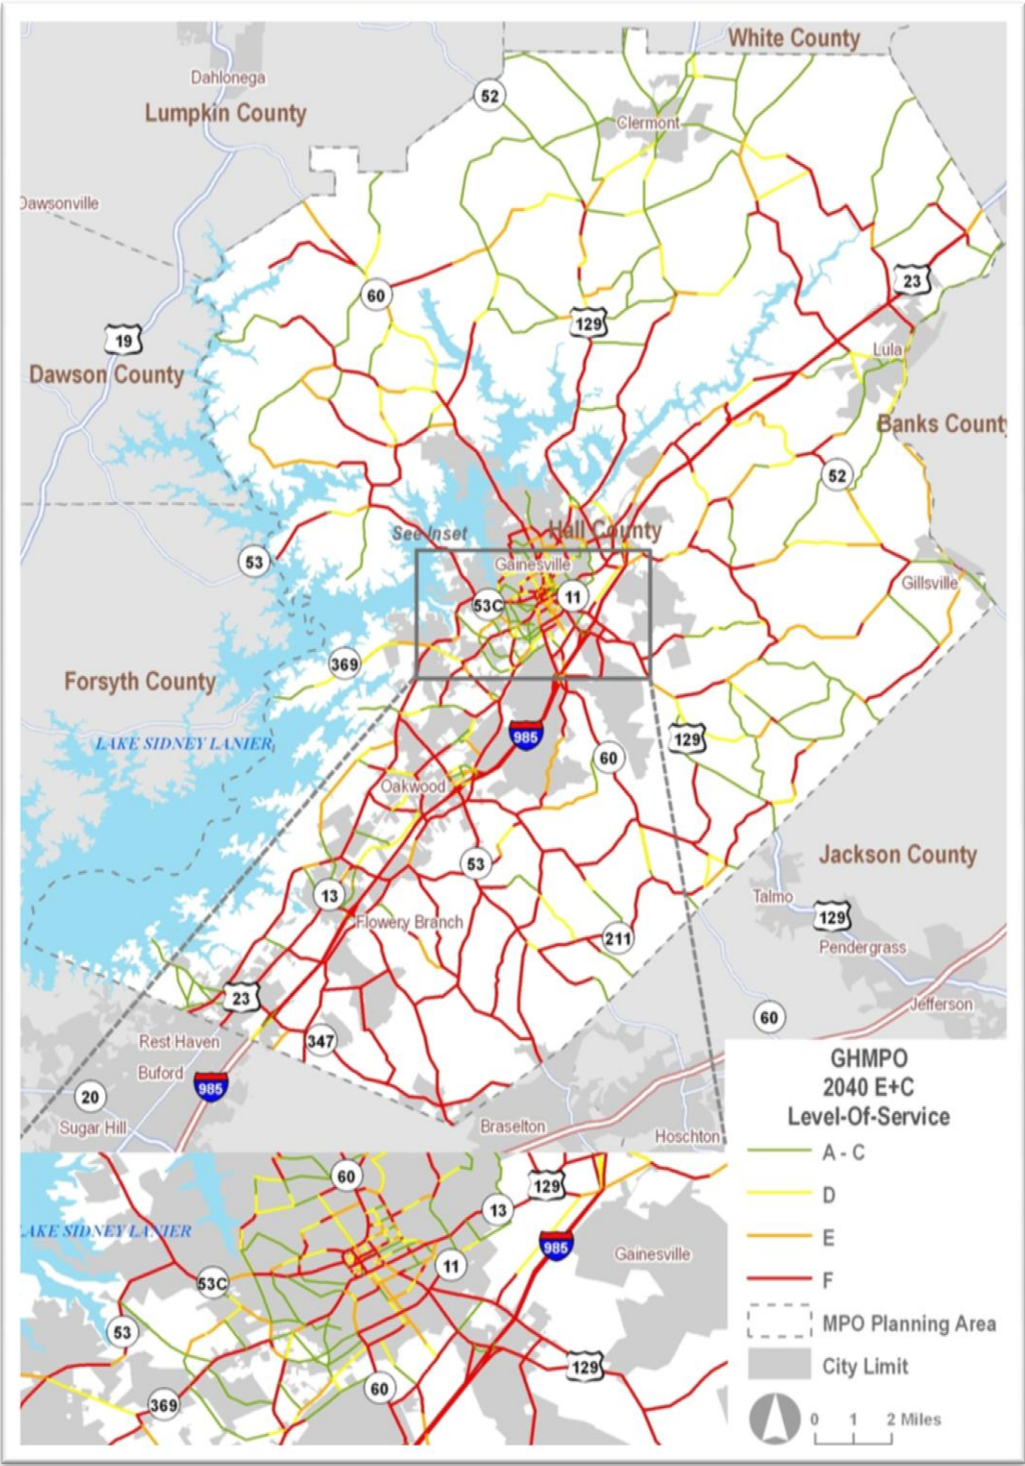 White County
Dahlonega
52
Lumpkin County
Clermont
Dawsonville
23
60
129
19
Lula
Dawson County
Banks Count
52
See Inset
Hall County
53
Gainesville
Gillsville
53C
11
369
Forsyth County
985
129
LAKE SIDNEY LANIER
60
Oakwood
53
Jackson County
13
Talmo
129
Flowery Branch
211
Pendergrass
23
Jefferson
60
347
Rest Haven
Buford
985
20
Sugar Hill
Braselton
Hoschton
GHMPO
2040 E+C
Level-Of-Service
A - C
D
E
F
MPO Planning Area
City Limit
0 1 2 Miles
60
129
13
LAKE SIDNEY LANIER
985
Gainesville
11
53C
53
129
60
369